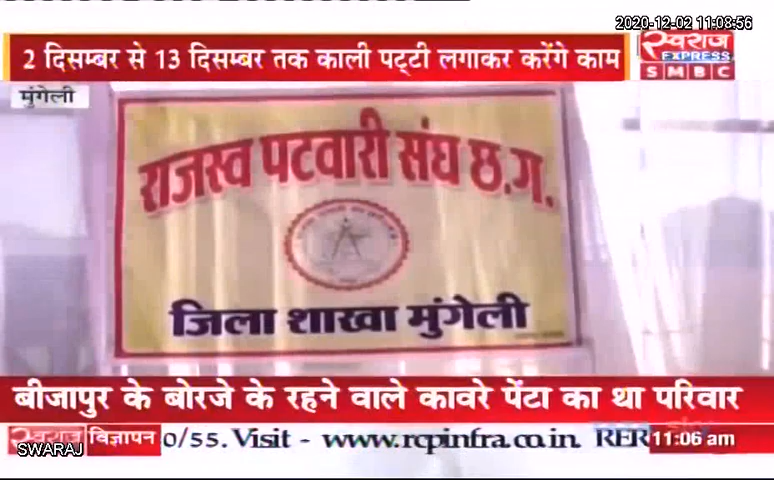 2020-12-02 11:08:56
2 दिसम्बर से 13 दिसम्बर तक काली पट्टी लगाकर करेंगे काम
स्वराज
EXPRESS
SMBC
मुंगेली
राजस्व पटवारी संघ छ.ग.
जिला शाखा मुंगेली
बीजापुर के बोरजे के रहने वाले कावरे पेंटा का था परिवार
स्वराज विज्ञापन 0/55. Visit - www.rcpinfra.co.in. RER 11:06 am
SWARAJ